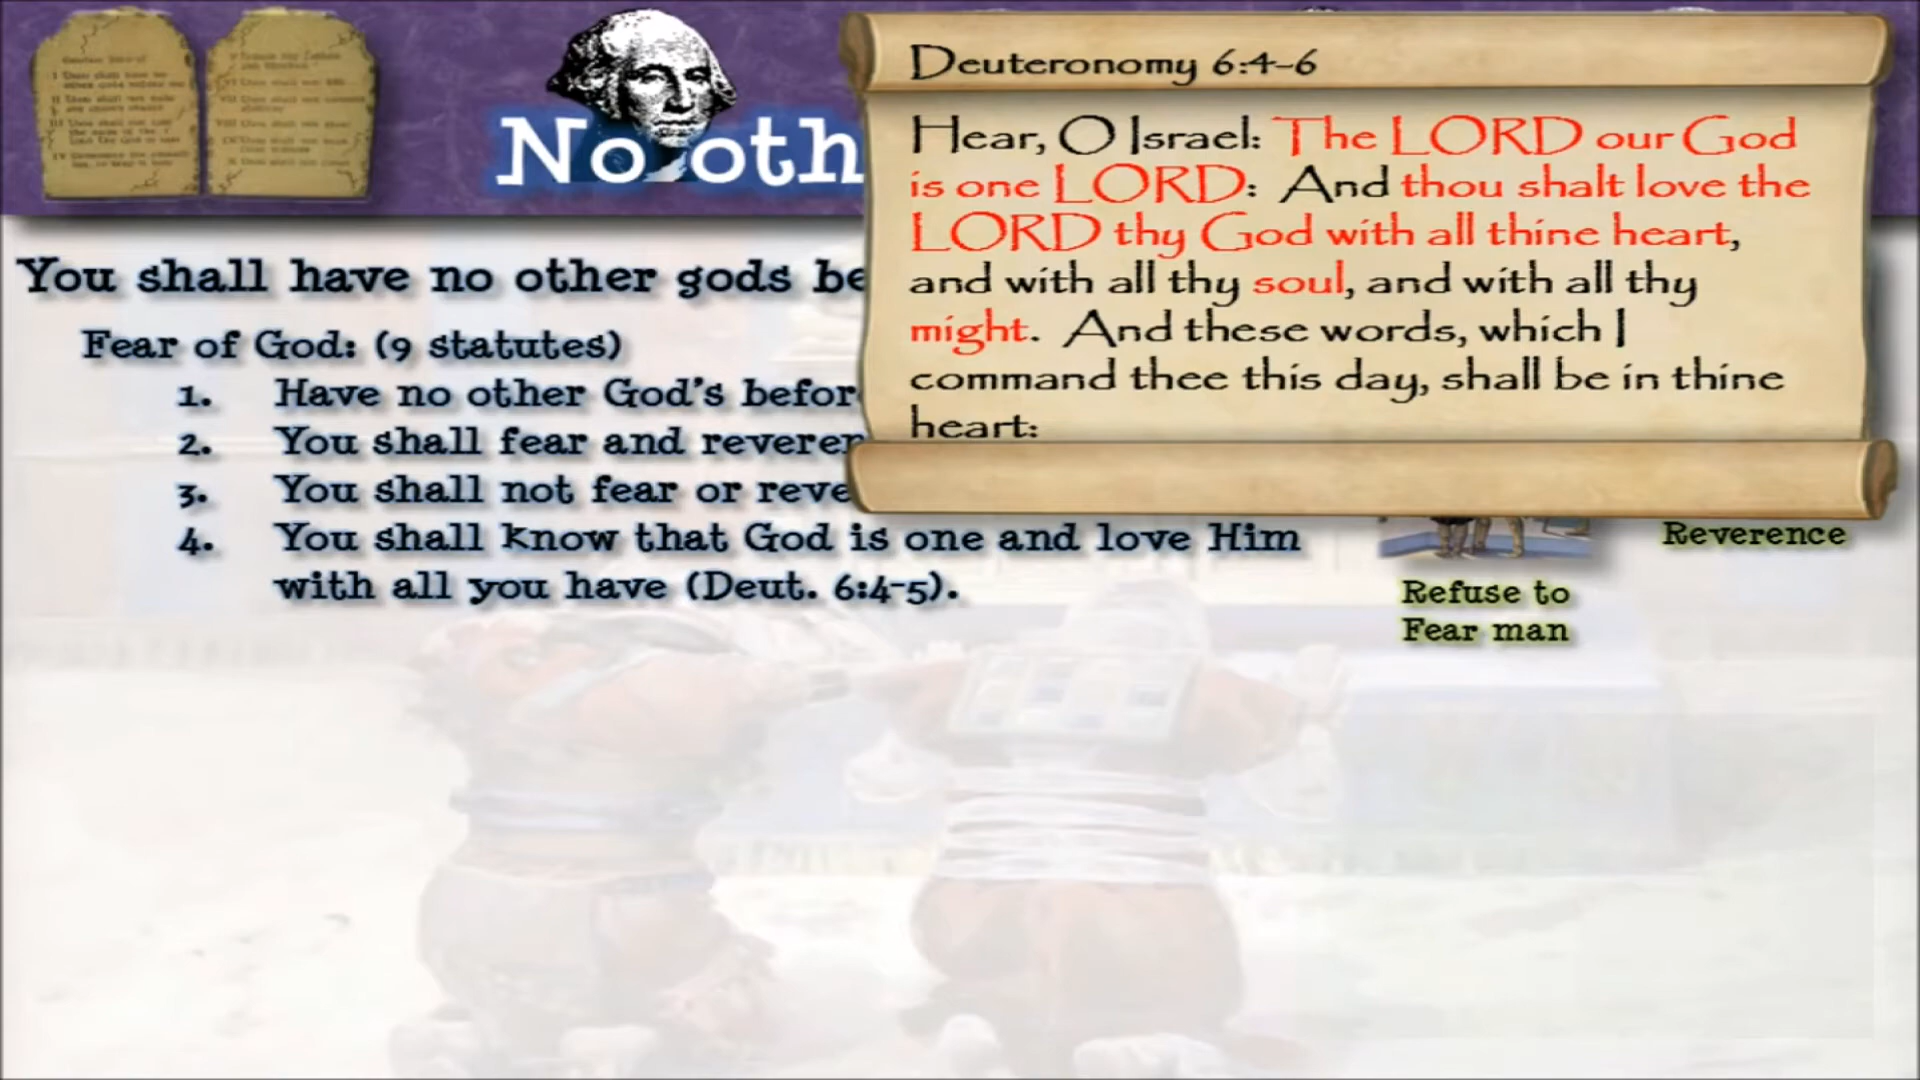 No oth
You shall have no other gods be
Fear of God: (9 statutes)
1. Have no other God's befor
2. You shall fear and reveren
3. You shall not fear or reve
4. You shall know that God is one and love Him
with all you have (Deut. 6:4-5).
Deuteronomy 6:4-6
Hear, O Israel: The LORD our God
is one LORD: And thou shalt love the
LORD thy God with all thine heart,
and with all thy soul, and with all thy
might. And these words, which I
command thee this day, shall be in thine
heart:
Reverence
Refuse to
Fear man